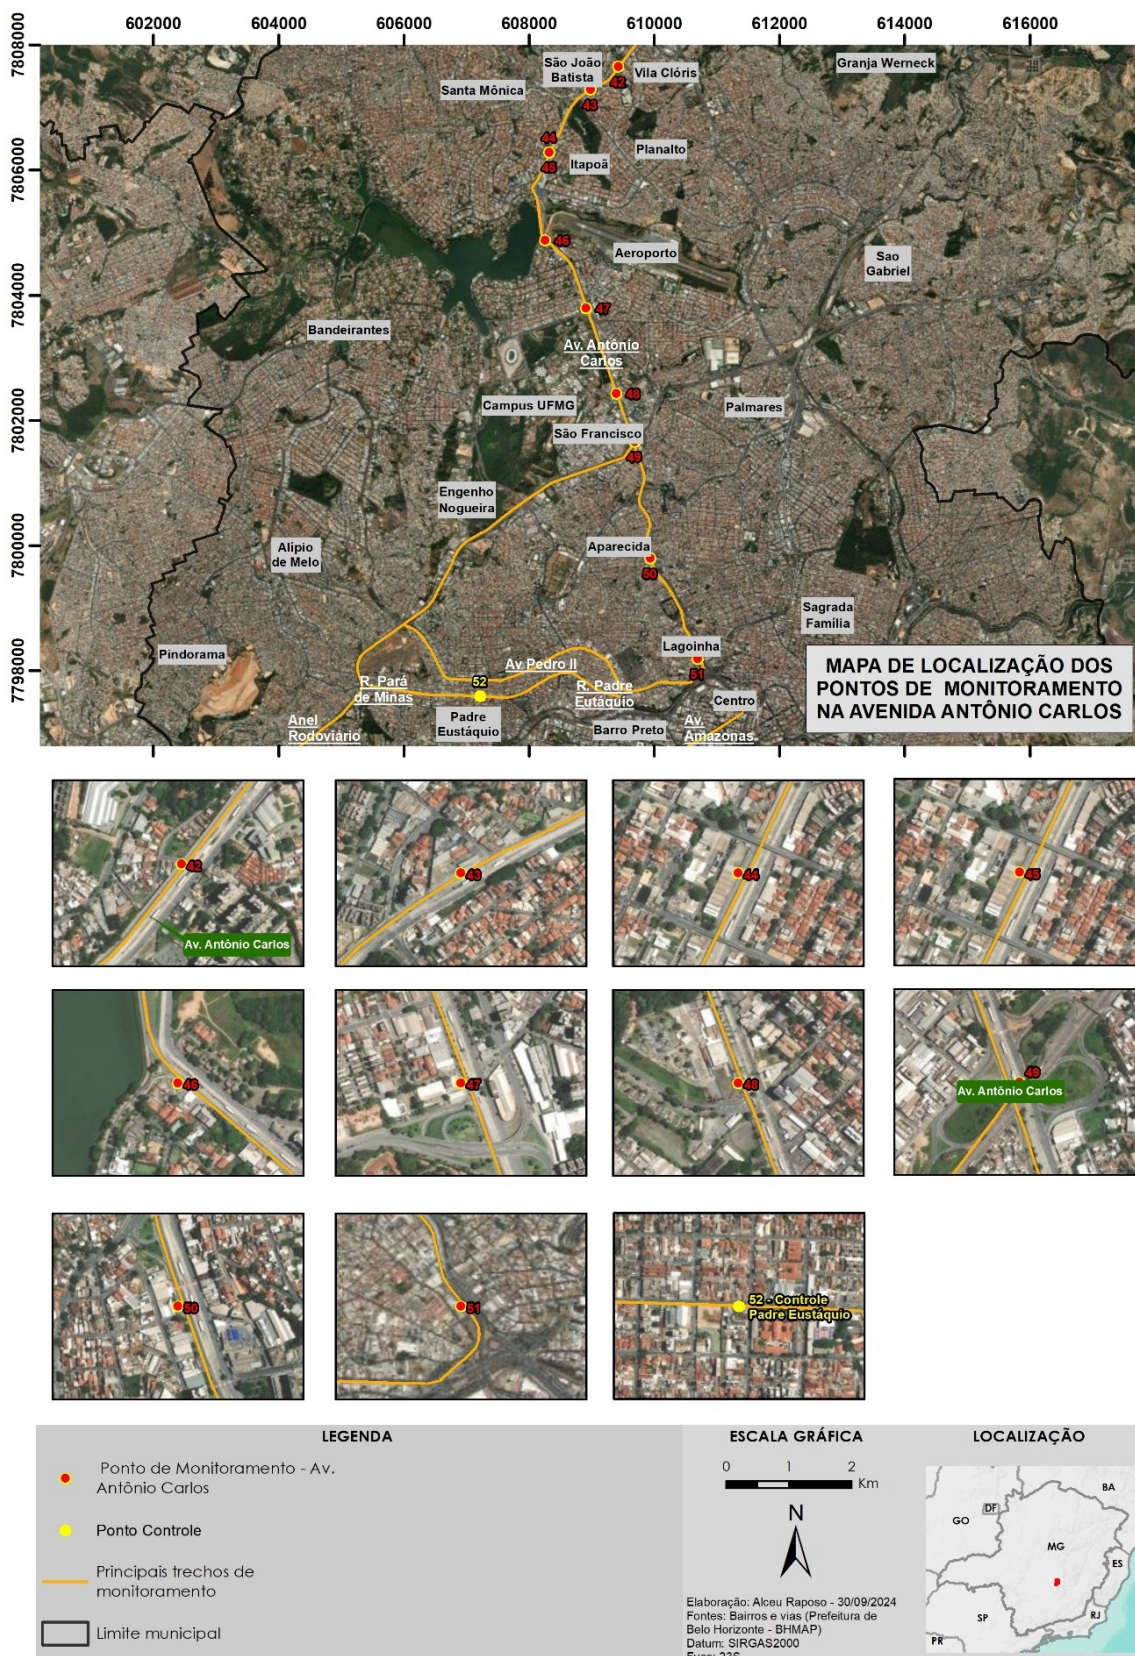 602000 604000 606000 608000 610000 612000 614000 616000
7808000
7806000
7804000
7802000
7800000
7798000
São João
Batista
Vila Clóris
Granja Werneck
Santa Mônica
42
43
44
45
Itapoã
Planalto
46
Aeroporto
Sao
Gabriel
47
Bandeirantes
Av. Antônio
Carlos
48
Campus UFMG
Palmares
São Francisco
49
Engenho
Nogueira
Alípio
de Melo
Aparecida
50
Sagrada
Família
Pindorama
Lagoinha
51
Av Pedro II
52
R. Pará
de Minas
R. Padre
Eutáquio
Padre
Eustáquio
Centro
Anel
Rodoviário
Barro Preto
Av.
Amazonas
MAPA DE LOCALIZAÇÃO DOS
PONTOS DE MONITORAMENTO
NA AVENIDA ANTÔNIO CARLOS
42
Av. Antônio Carlos
43
44
45
46
47
48
49
Av. Antônio Carlos
50
51
52 - Controle
Padre Eustáquio
LEGENDA
Ponto de Monitoramento - Av.
Antônio Carlos
Ponto Controle
Principais trechos de
monitoramento
Limite municipal
ESCALA GRÁFICA
0 1 2
Km
N
Elaboração: Alceu Raposo - 30/09/2024
Fontes: Bairros e vias (Prefeitura de
Belo Horizonte - BHMAP)
Datum: SIRGAS2000
Fuso: 23S
LOCALIZAÇÃO
BA
DF
GO
MG
ES
SP
RJ
PR